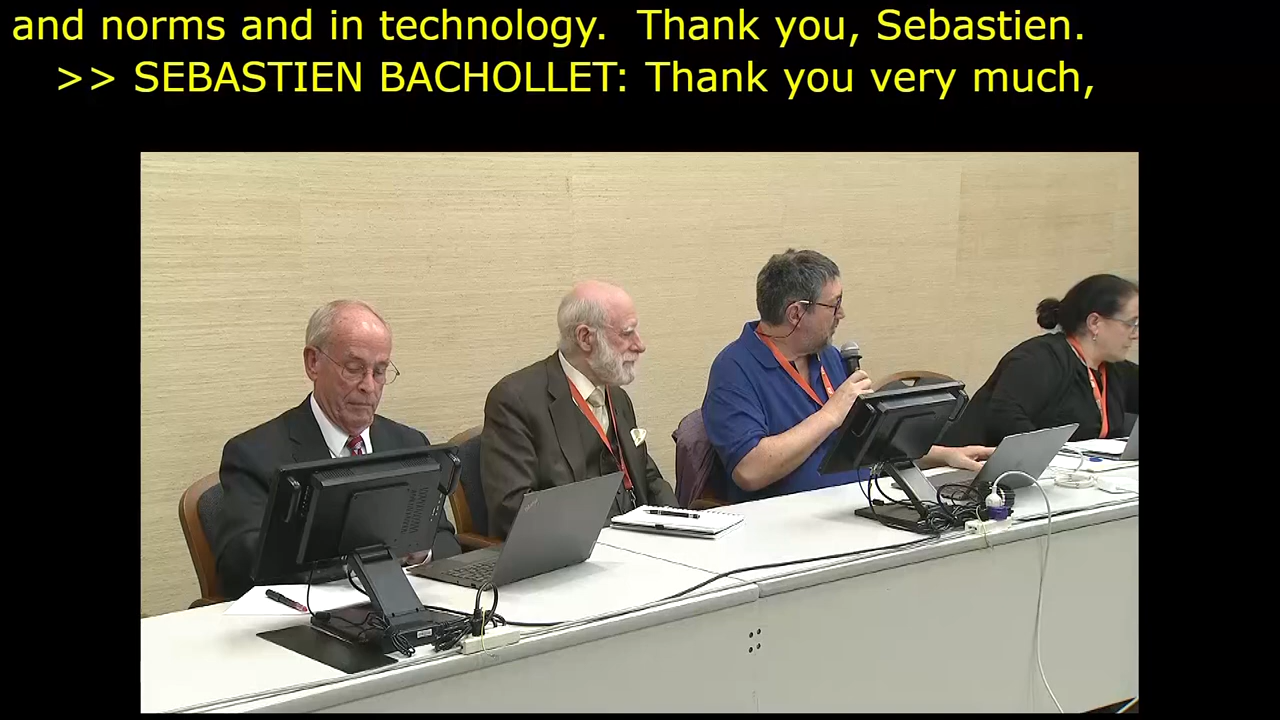 and norms and in technology.  Thank you, Sebastien.
>> SEBASTIEN BACHOLLET: Thank you very much,